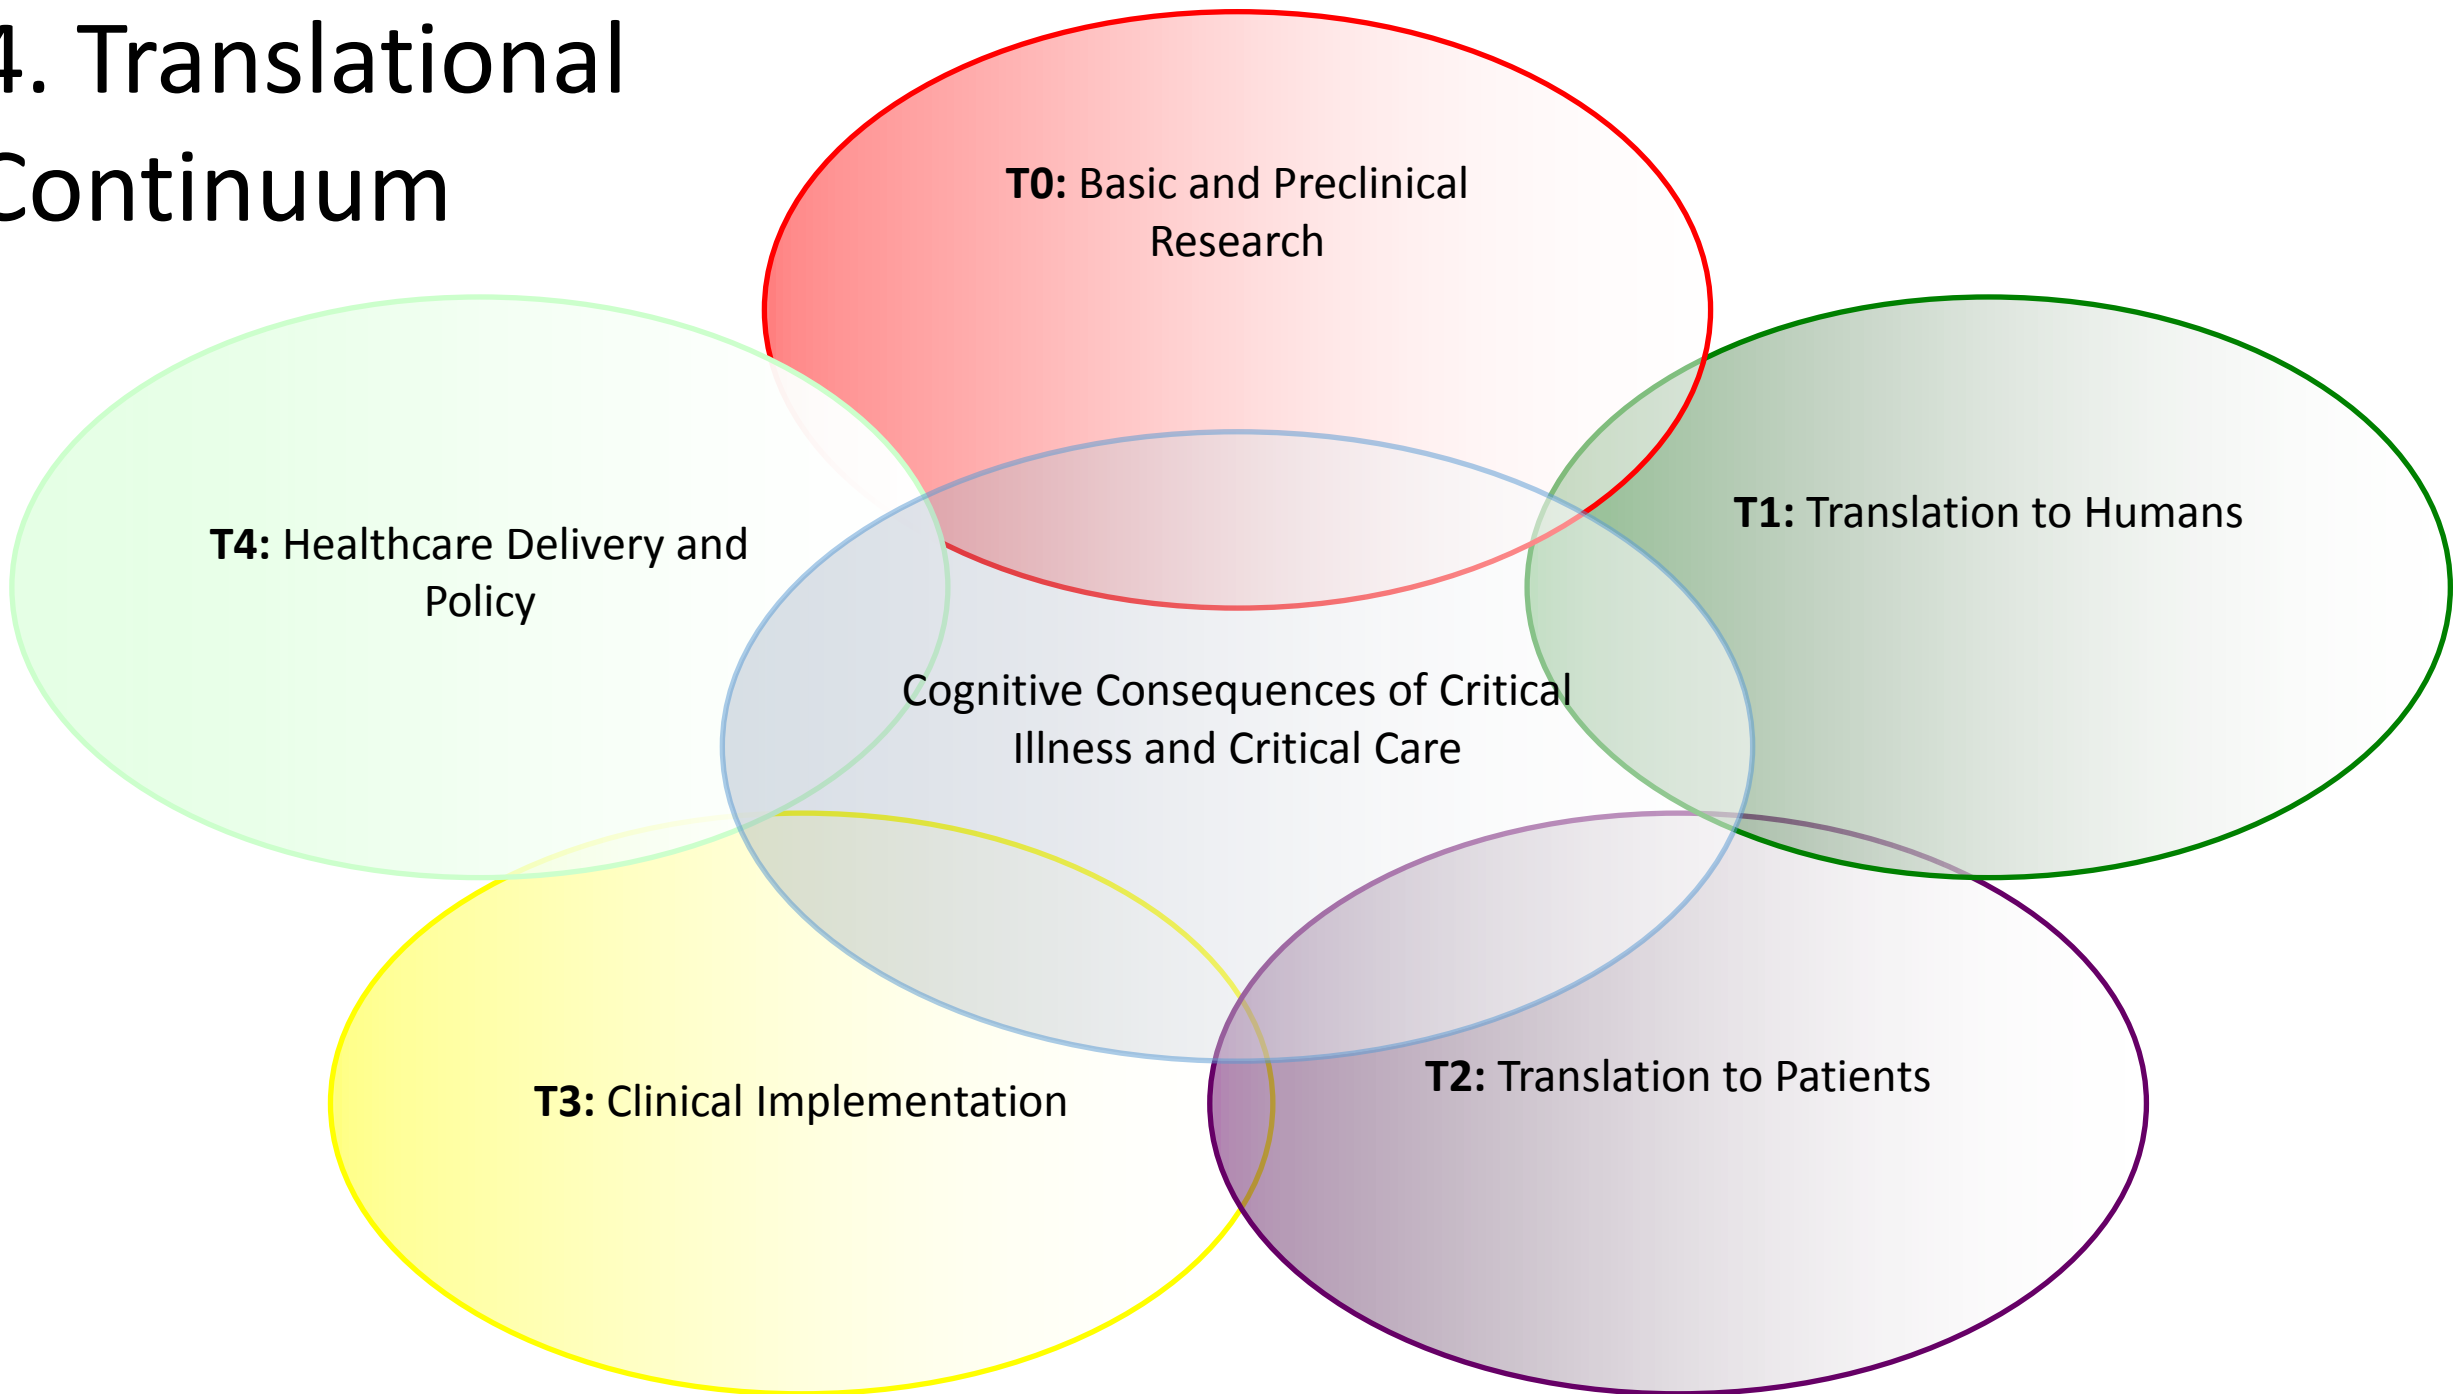 4. Translational
Continuum
T0: Basic and Preclinical
Research
T1: Translation to Humans
T4: Healthcare Delivery and
Policy
Cognitive Consequences of Critical
Illness and Critical Care
T2: Translation to Patients
T3: Clinical Implementation